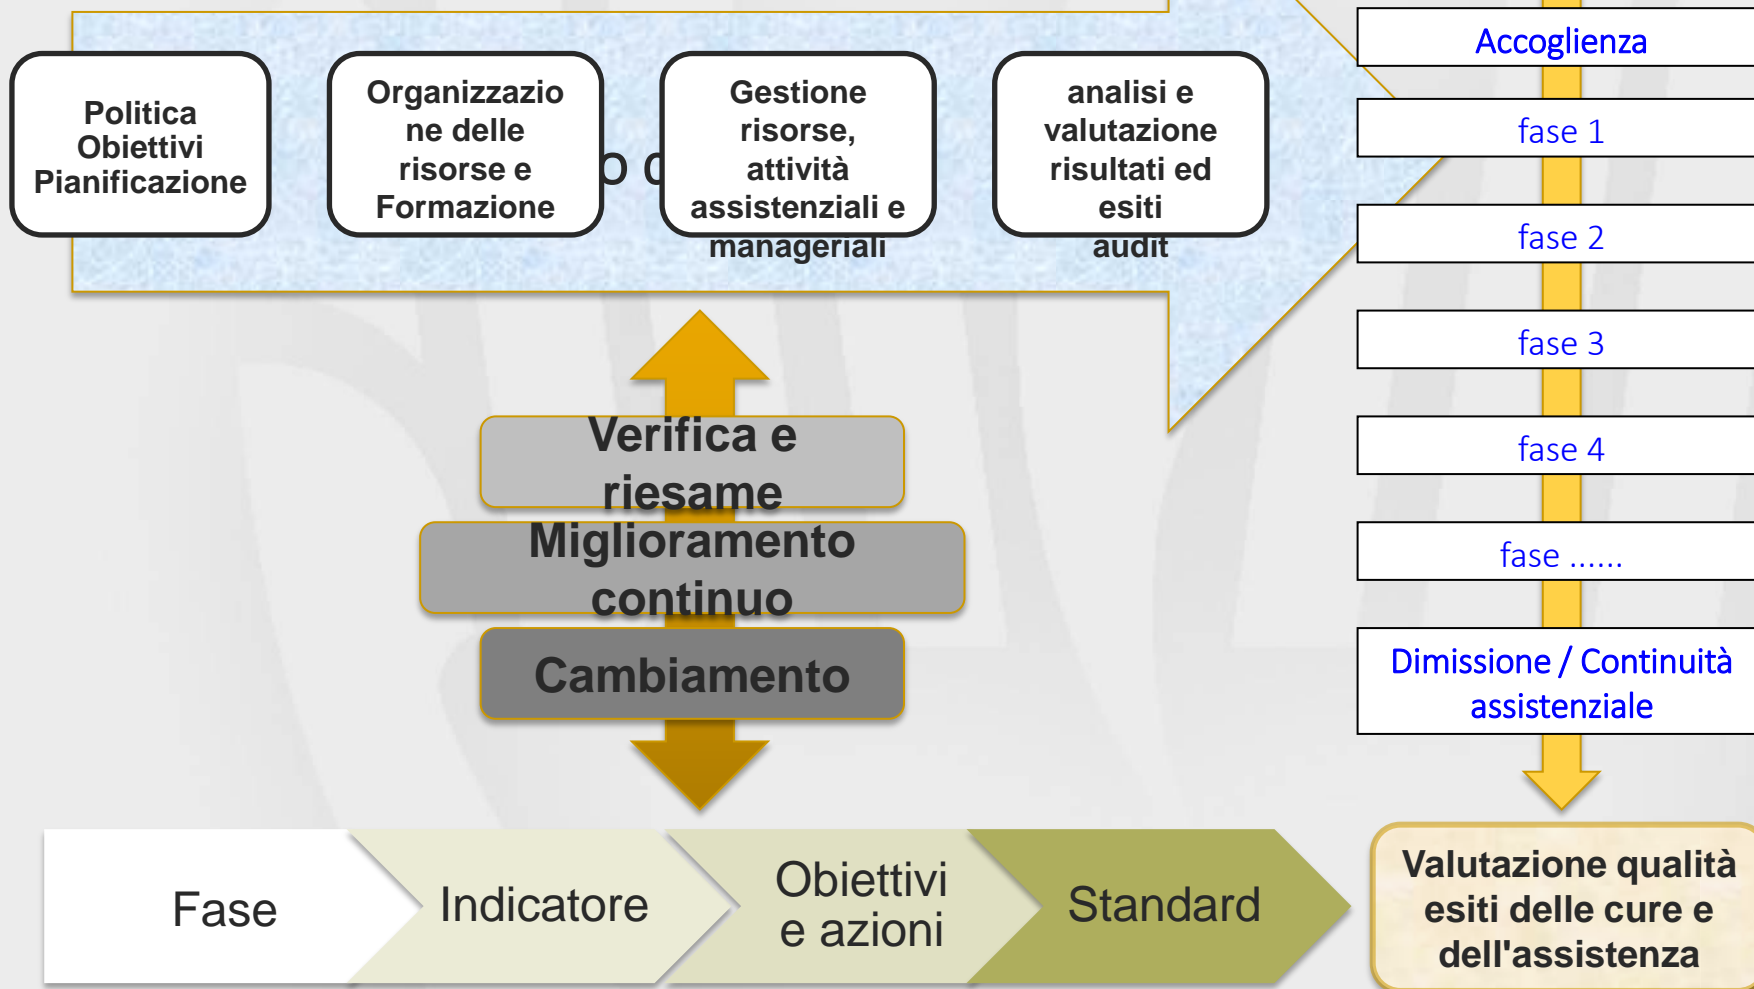 Politica
Obiettivi
Pianificazione
Organizzazio
ne delle
risorse e
Formazione
Gestione
risorse,
attività
assistenziali e
manageriali
analisi e
valutazione
risultati ed
esiti
audit
Verifica e
riesame
Miglioramento
continuo
Cambiamento
Fase
Indicatore
Obiettivi
e azioni
Standard
Accoglienza
fase 1
fase 2
fase 3
fase 4
fase ......
Dimissione / Continuità
assistenziale
Valutazione qualità
esiti delle cure e
dell'assistenza